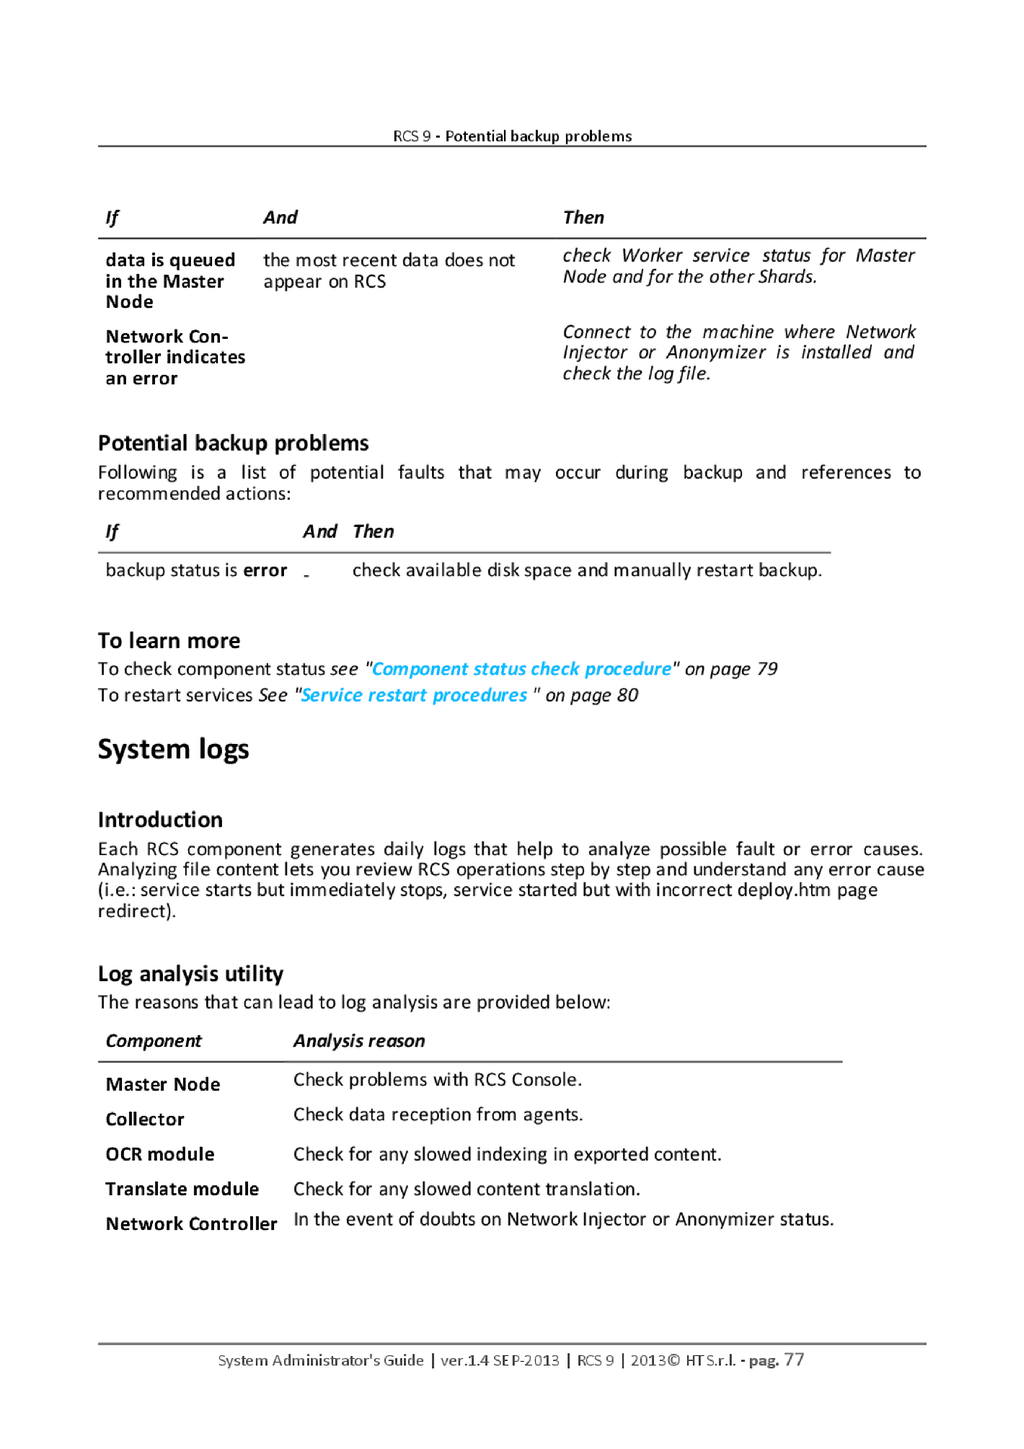 RCS 9 - Potential backup problems
If And Then
data is queued in the Master Node the most recent data does not appear on RCS check Worker service status for Master Node and for the other Shards.
Network Con-troller indicates an error Connect to the machine where Network Injector or Anonymizer is installed and check the log file.
Potential backup problems
Following is a list of potential faults that may occur during backup and references to
recommended actions:
If And Then
backup status is error - check available disk space and manually restart backup.
To learn more
To check component status see "Component status check procedure" on page 79
To restart services See "Service restart procedures " on page 80
System logs
Introduction
Each RCS component generates daily logs that help to analyze possible fault or error causes.
Analyzing file content lets you review RCS operations step by step and understand any error cause
(i.e.: service starts but immediately stops, service started but with incorrect deploy.htm page
redirect).
Log analysis utility
The reasons that can lead to log analysis are provided below:
Component Analysis reason
Master Node Check problems with RCS Console.
Collector Check data reception from agents.
OCR module Check for any slowed indexing in exported content.
Translate module Check for any slowed content translation.
Network Controller In the event of doubts on Network Injector or Anonymizer status.
System Administrator's Guide | ver.1.4 SEP-2013 | RCS 9 | 2013© HT S.r.l. - pag. 77